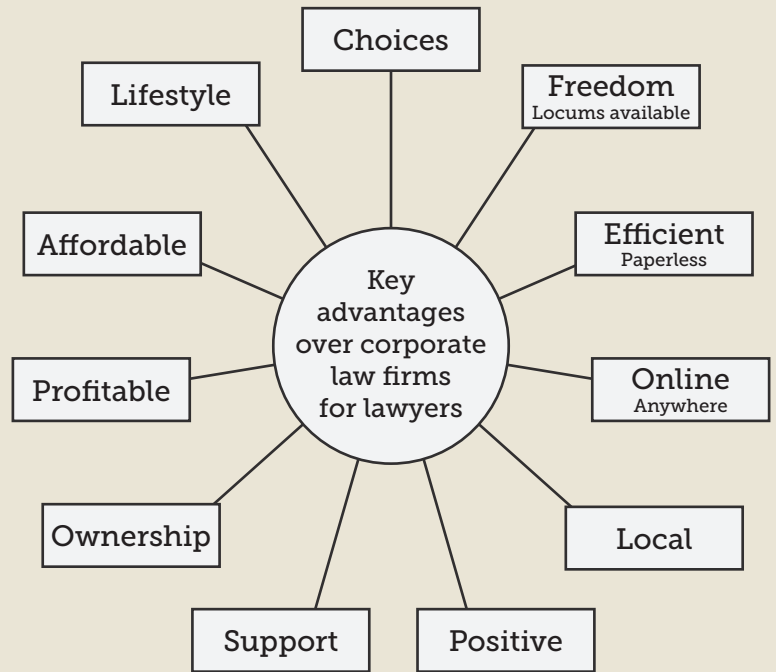 Choices
Freedom
Locums available
Efficient
Paperless
Online
Anywhere
Local
Positive
Support
Ownership
Profitable
Affordable
Lifestyle
Key
advantages
over corporate
law firms
for lawyers